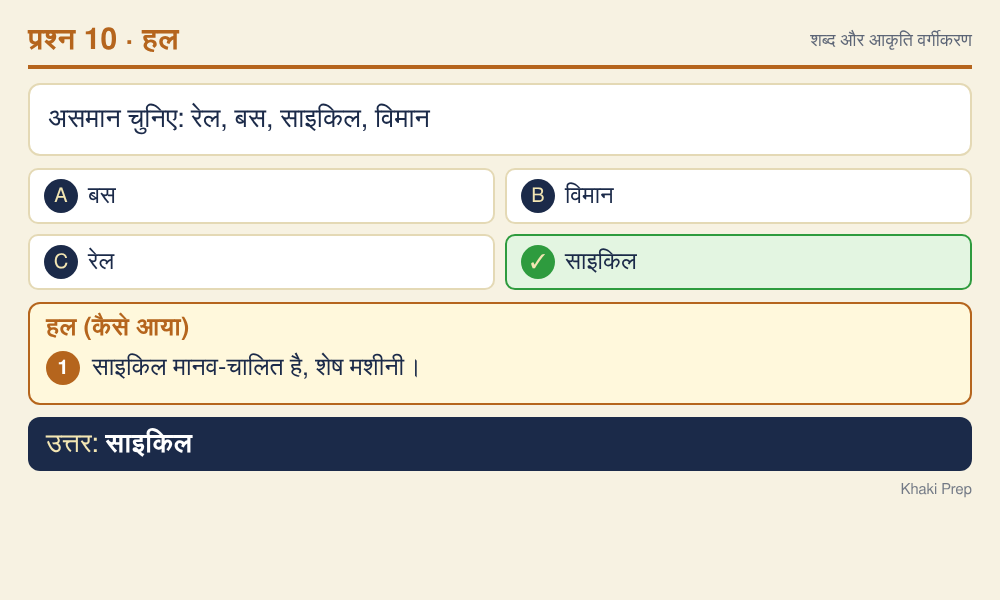 प्रश्न 10 · हल
शब्द और आकृति वर्गीकरण
असमान चुनिए: रेल, बस, साइकिल, विमान
A बस
B विमान
C रेल
✓ साइकिल
हल (कैसे आया)
1 साइकिल मानव-चालित है, शेष मशीनी।
उत्तर: साइकिल
Khaki Prep